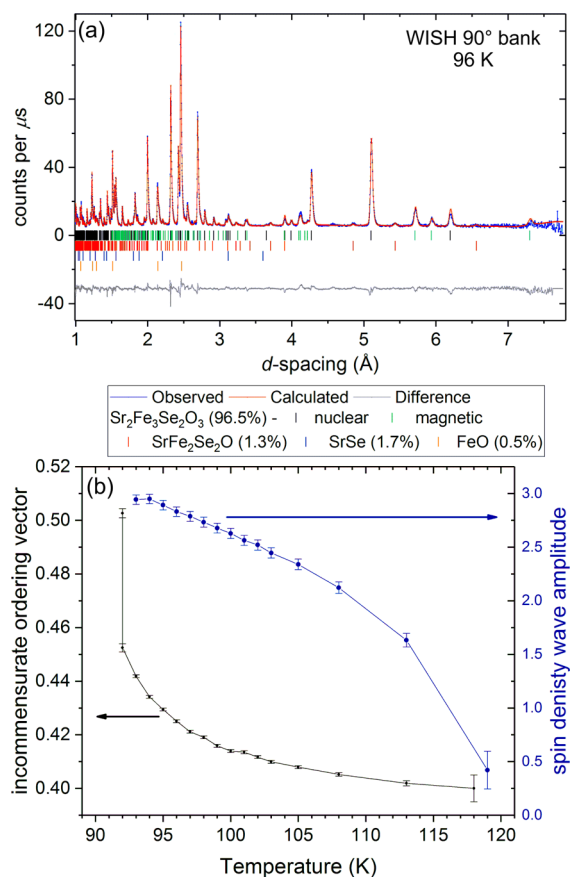 (a)
WISH 90° bank
96 K
counts per μs
120
80
40
0
-40
1 2 3 4 5 6 7
d-spacing (Å)
Observed Calculated Difference
Sr2Fe3Se2O3 (96.5%) - nuclear magnetic
SrFe2Se2O (1.3%) SrSe (1.7%) FeO (0.5%)
(b)
incommensurate ordering vector
0.52
0.50
0.48
0.46
0.44
0.42
0.40
spin denisty wave amplitude
3.0
2.5
2.0
1.5
1.0
0.5
0.0
90 95 100 105 110 115 120
Temperature (K)